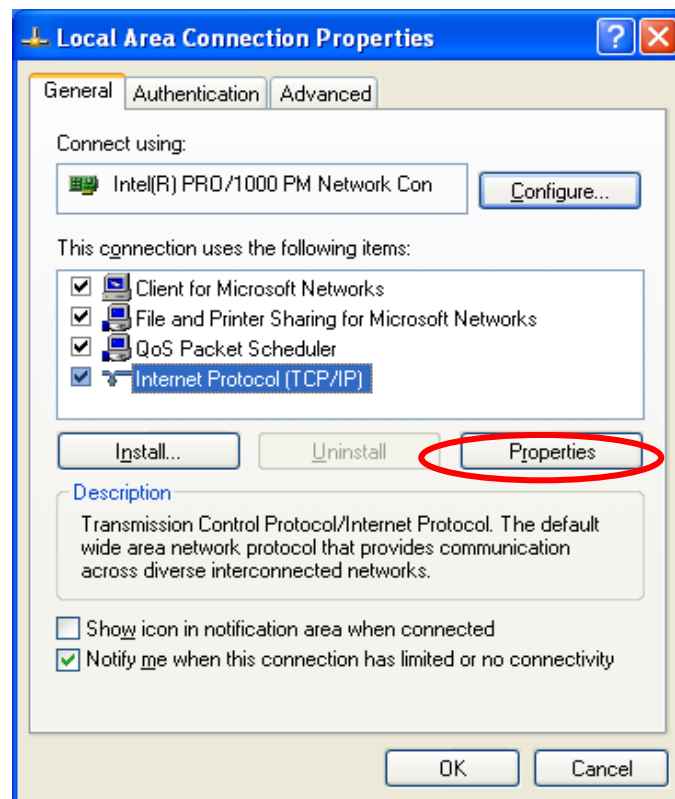 Local Area Connection Properties
General Authentication Advanced
Connect using:
Intel(R) PRO/1000 PM Network Con Configure...
This connection uses the following items:
Client for Microsoft Networks
File and Printer Sharing for Microsoft Networks
QoS Packet Scheduler
Internet Protocol (TCP/IP)
Install... Uninstall Properties
Description
Transmission Control Protocol/Internet Protocol. The default
wide area network protocol that provides communication
across diverse interconnected networks.
Show icon in notification area when connected
Notify me when this connection has limited or no connectivity
OK Cancel